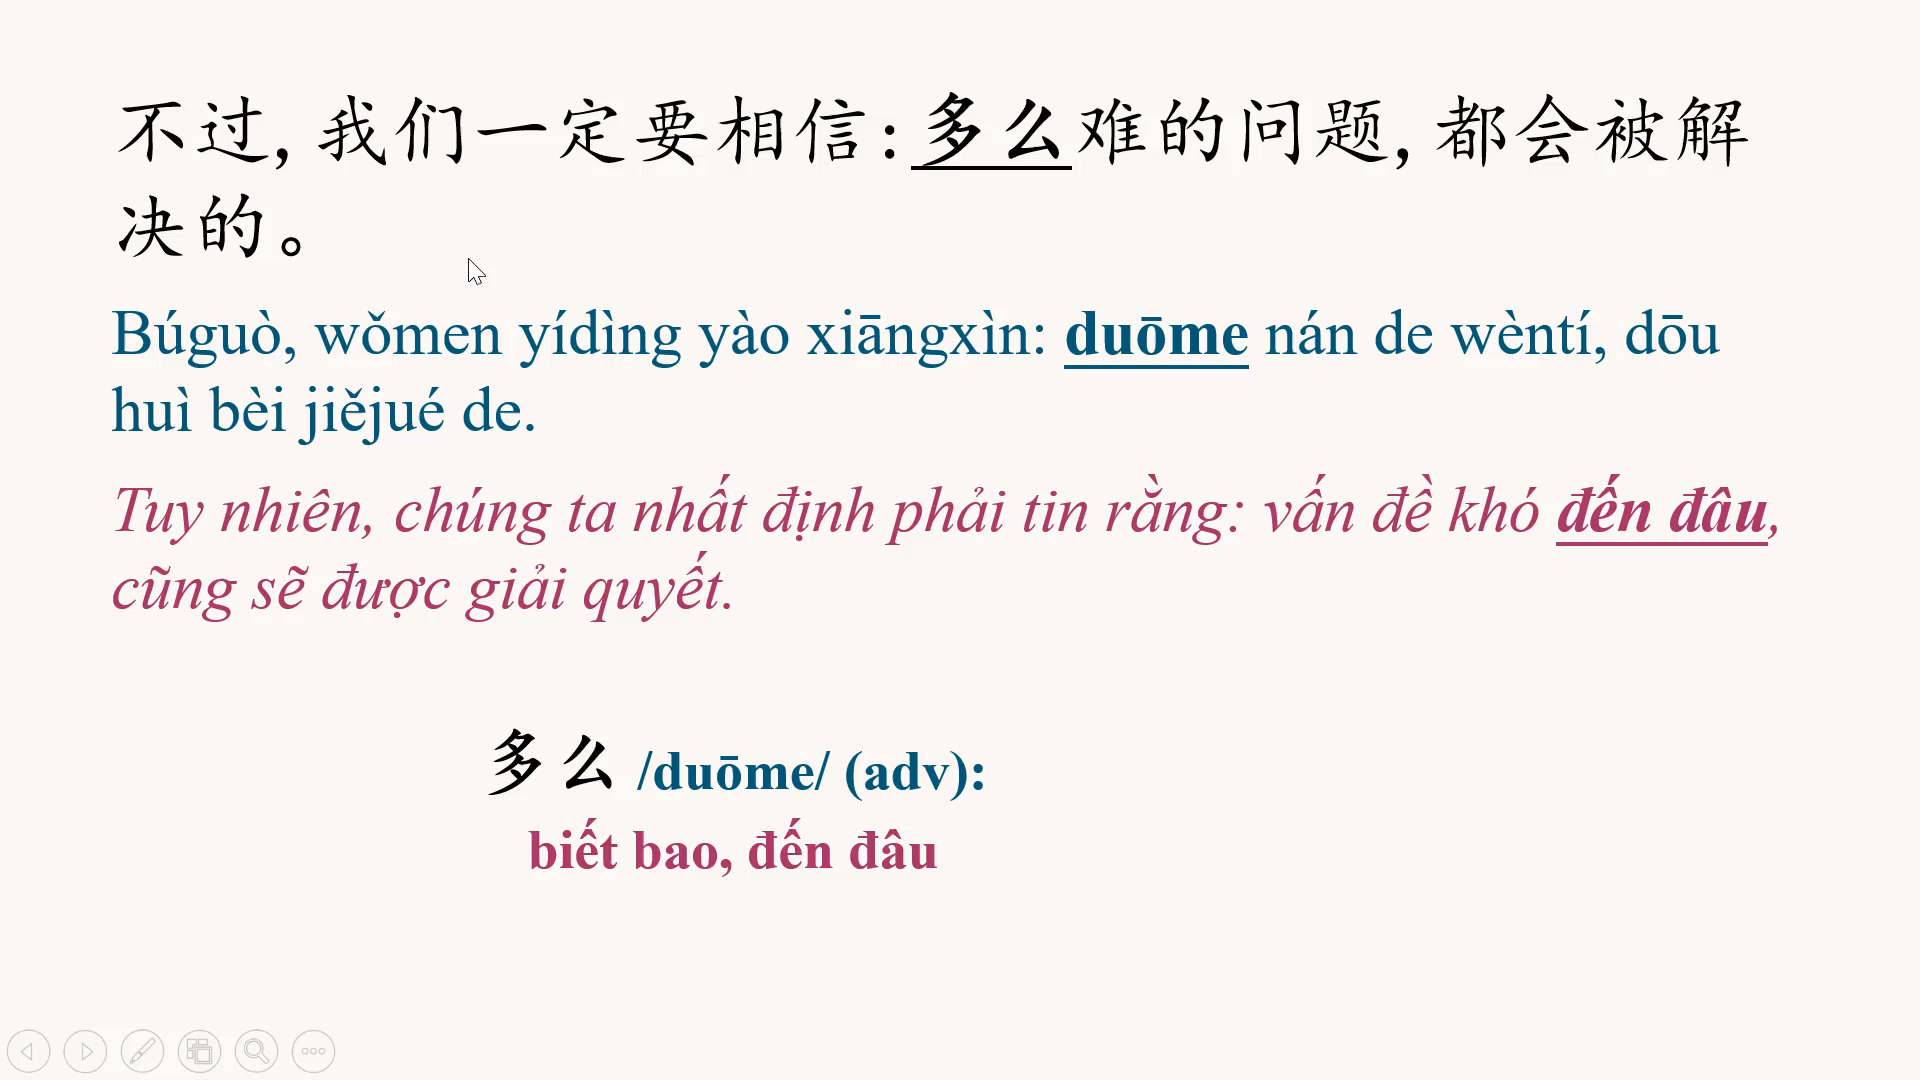 不过,我们一定要相信:多么难的问题,都会被解
决的。
Búguò, wǒmen yídìng yào xiāngxìn: duōme nán de wèntí, dōu
huì bèi jiějué de.
Tuy nhiên, chúng ta nhất định phải tin rằng: vấn đề khó đến đâu,
cũng sẽ được giải quyết.
多么 /duōme/ (adv):
biết bao, đến đâu